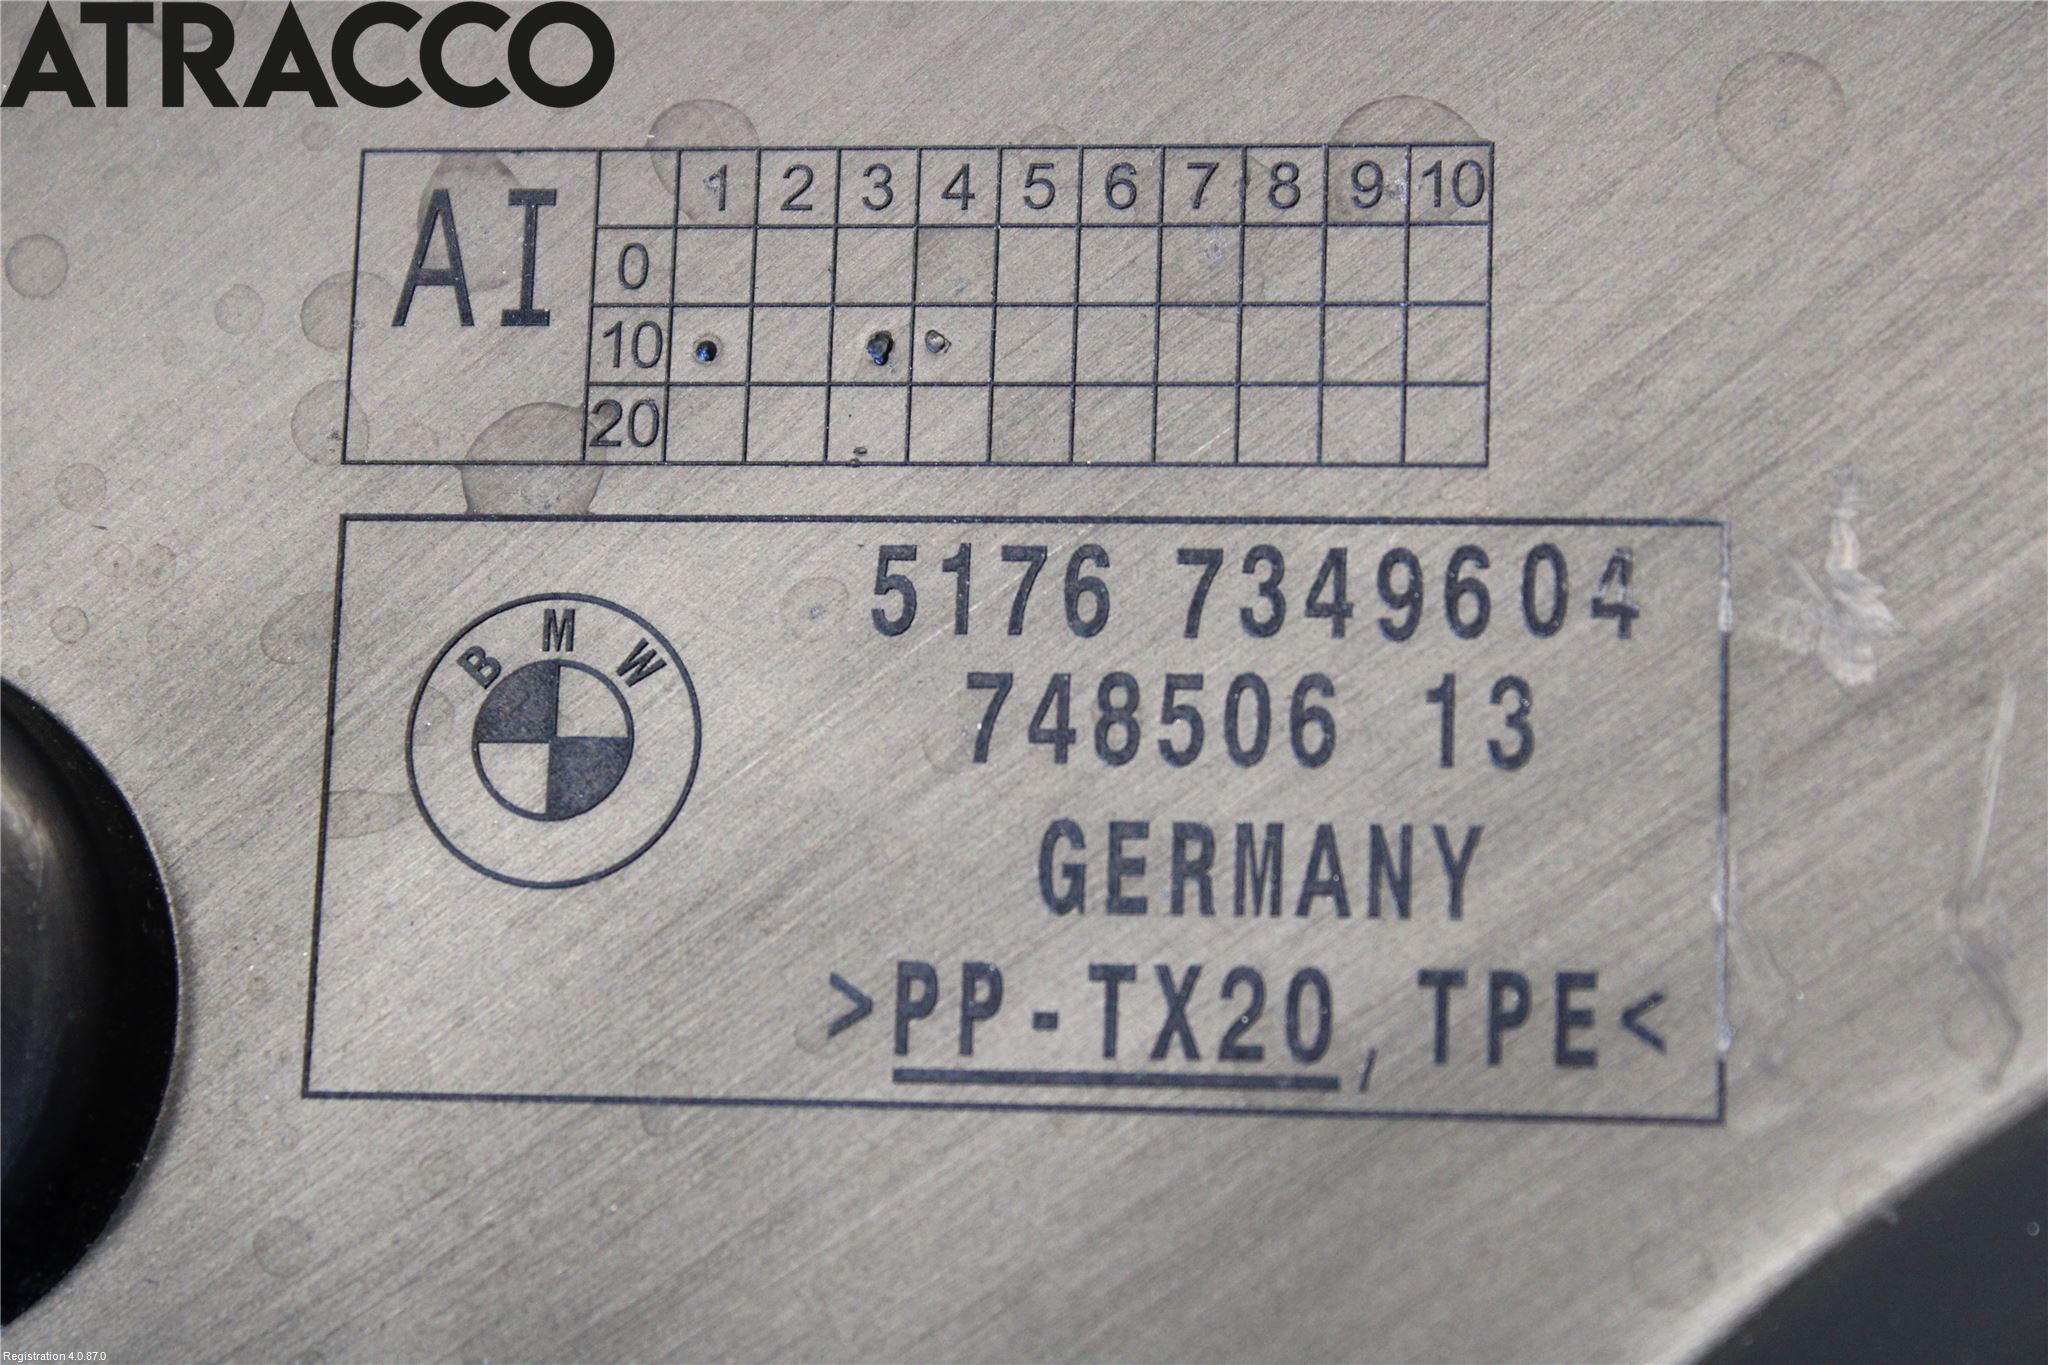 ATRACCO
AI
1 2 3 4 5 6 7 8 9 10
0
10
20
BMW
5176 7349604
748506 13
GERMANY
>PP-TX20, TPE<
Registration 4.0.87.0